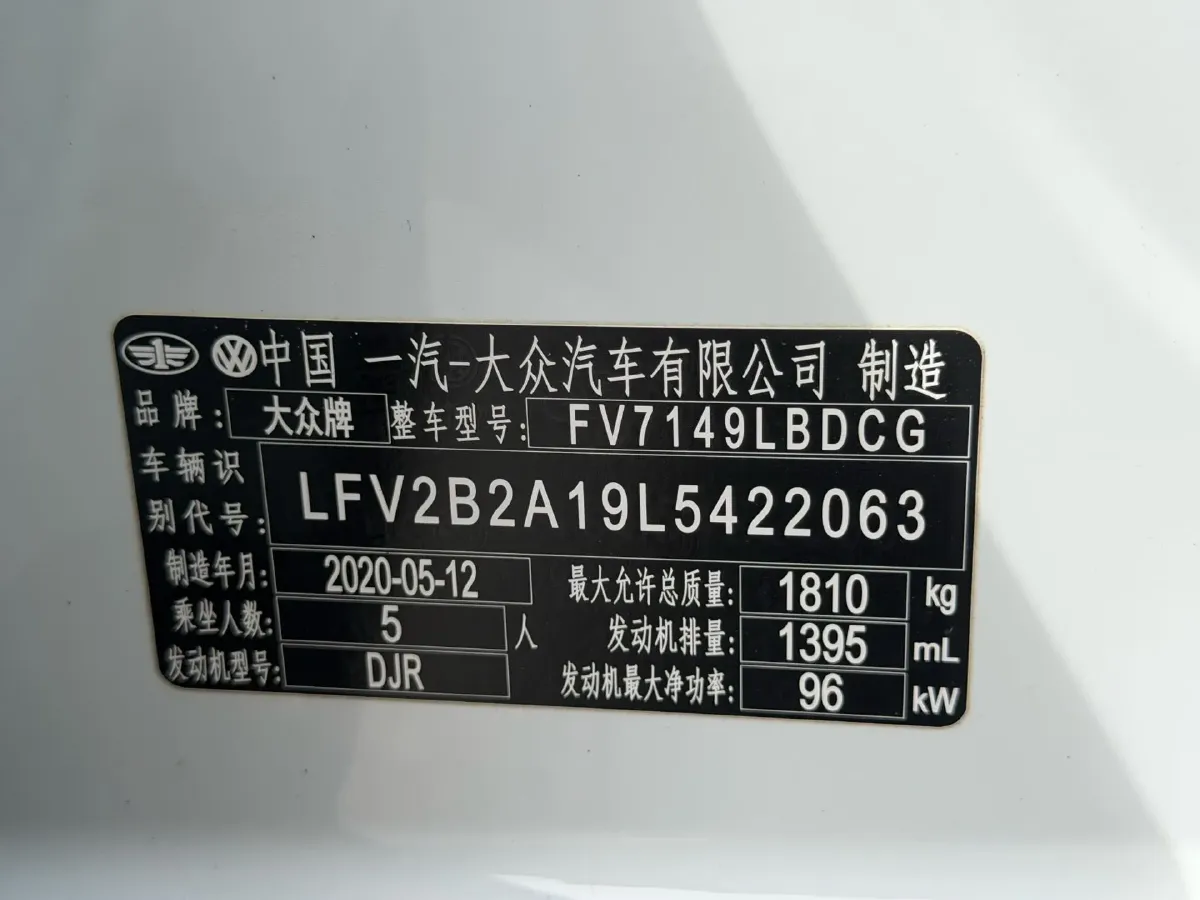 中国 一汽-大众汽车有限公司 制造
品牌: 大众牌 整车型号: FV7149LBDCG
车辆识别代号: LFV2B2A19L5422063
制造年月: 2020-05-12 最大允许总质量: 1810 kg
乘坐人数: 5 人 发动机排量: 1395 mL
发动机型号: DJR 发动机最大净功率: 96 kW